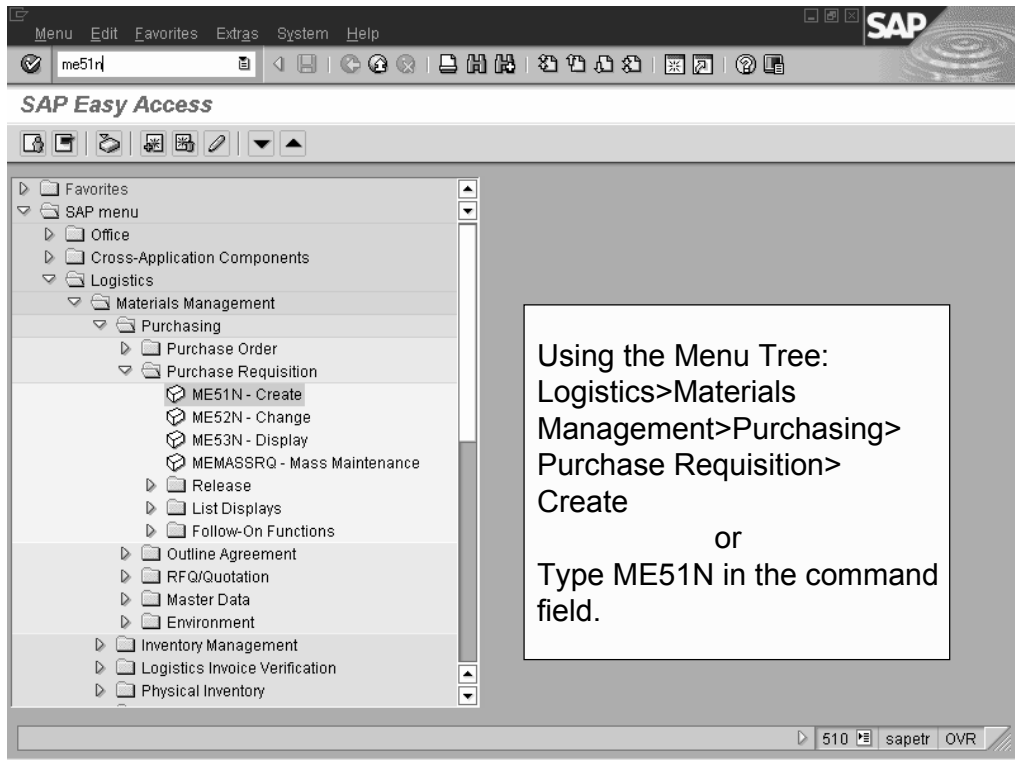 Menu Edit Favorites Extras System Help
SAP
me51n
SAP Easy Access
Favorites
SAP menu
Office
Cross-Application Components
Logistics
Materials Management
Purchasing
Purchase Order
Purchase Requisition
ME51N - Create
ME52N - Change
ME53N - Display
MEMASSRQ - Mass Maintenance
Release
List Displays
Follow-On Functions
Outline Agreement
RFQ/Quotation
Master Data
Environment
Inventory Management
Logistics Invoice Verification
Physical Inventory
Using the Menu Tree:
Logistics>Materials
Management>Purchasing>
Purchase Requisition>
Create
or
Type ME51N in the command
field.
510 sapetr OVR